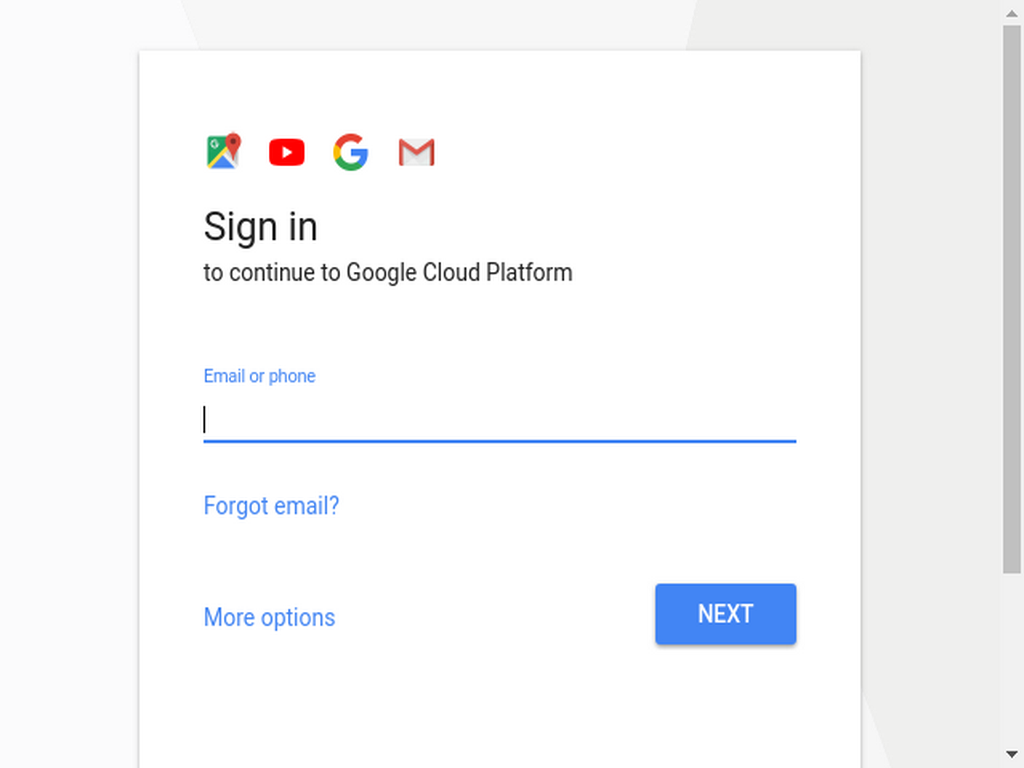 Sign in
to continue to Google Cloud Platform
Email or phone
Forgot email?
More options
NEXT